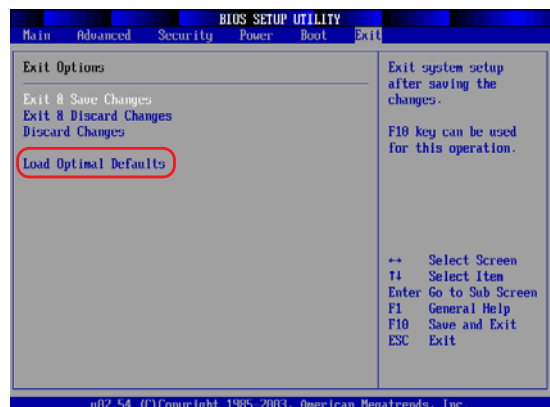 BIOS SETUP UTILITY
Main Advanced Security Power Boot Exit
Exit Options
Exit & Save Changes
Exit & Discard Changes
Discard Changes
Load Optimal Defaults
Exit system setup
after saving the
changes.
F10 key can be used
for this operation.
↔ Select Screen
↑↓ Select Item
Enter Go to Sub Screen
F1 General Help
F10 Save and Exit
ESC Exit
v02.54 (C)Copyright 1985-2003, American Megatrends, Inc.